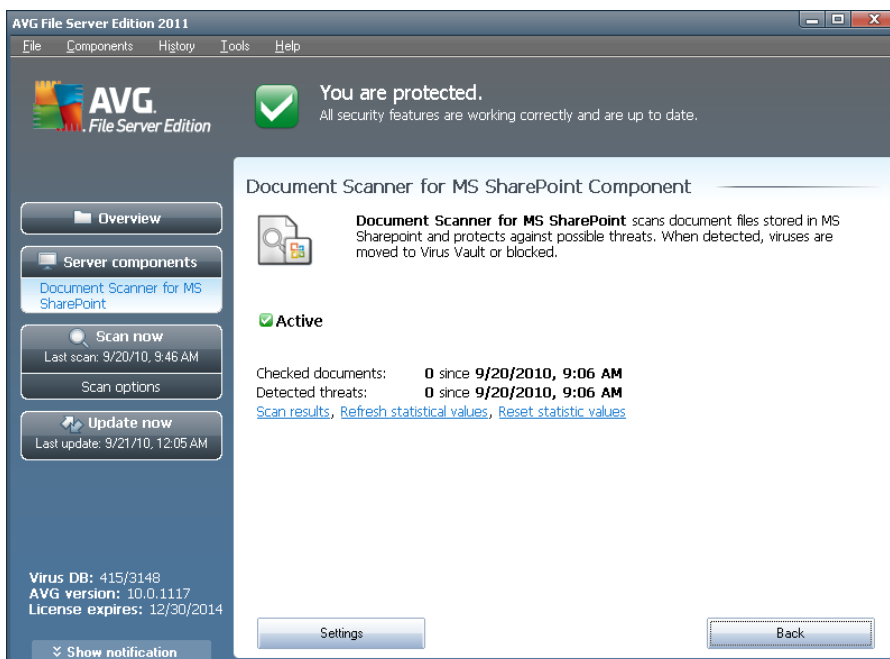 AVG File Server Edition 2011
File Components History Tools Help
AVG.
File Server Edition
You are protected.
All security features are working correctly and are up to date.
Overview
Server components
Document Scanner for MS
SharePoint
Scan now
Last scan: 9/20/10, 9:46 AM
Scan options
Update now
Last update: 9/21/10, 12:05 AM
Virus DB: 415/3148
AVG version: 10.0.1117
License expires: 12/30/2014
Show notification
Document Scanner for MS SharePoint Component
Document Scanner for MS SharePoint scans document files stored in MS
Sharepoint and protects against possible threats. When detected, viruses are
moved to Virus Vault or blocked.
Active
Checked documents: 0 since 9/20/2010, 9:06 AM
Detected threats: 0 since 9/20/2010, 9:06 AM
Scan results, Refresh statistical values, Reset statistic values
Settings
Back